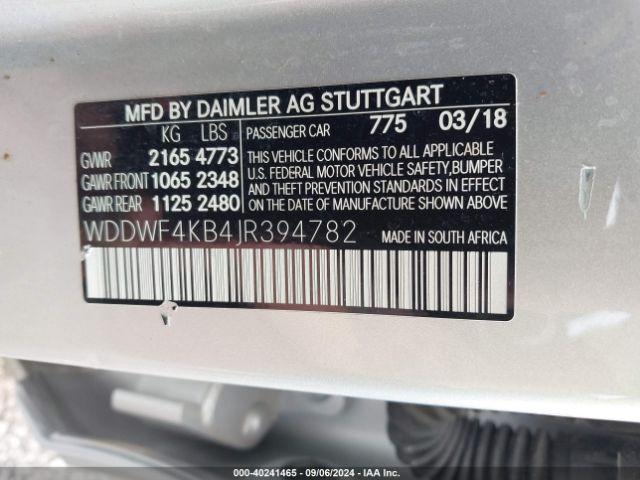 MFD BY DAIMLER AG STUTTGART
KG LBS PASSENGER CAR 775 03/18
GVWR 2165 4773
GAWR FRONT 1065 2348
GAWR REAR 1125 2480
THIS VEHICLE CONFORMS TO ALL APPLICABLE
U.S. FEDERAL MOTOR VEHICLE SAFETY,BUMPER
AND THEFT PREVENTION STANDARDS IN EFFECT
ON THE DATE OF MANUFACTURE SHOWN ABOVE
WDDWF4KB4JR394782 MADE IN SOUTH AFRICA
000-40241465 - 09/06/2024 - IAA Inc.